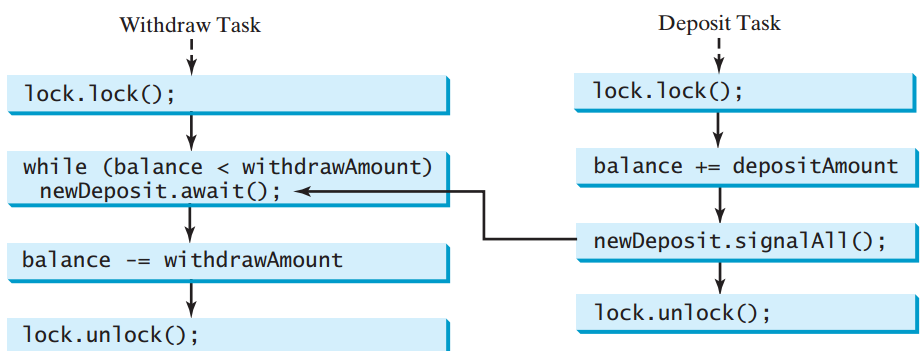 Withdraw Task
lock.lock();
while (balance < withdrawAmount)
newDeposit.await();
balance -= withdrawAmount
lock.unlock();
Deposit Task
lock.lock();
balance += depositAmount
newDeposit.signalAll();
lock.unlock();